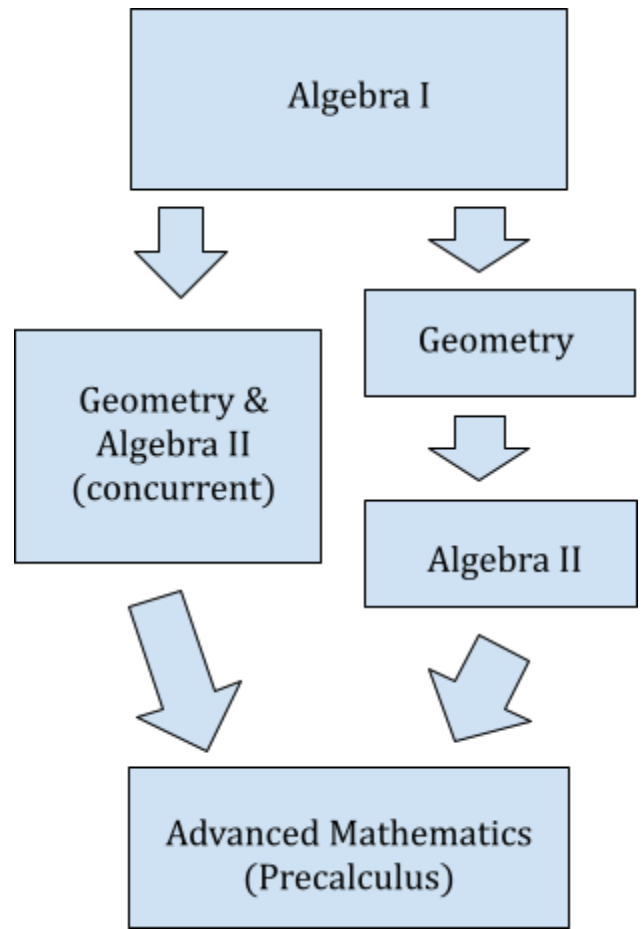 Algebra I
Geometry &
Algebra II
(concurrent)
Geometry
Algebra II
Advanced Mathematics
(Precalculus)